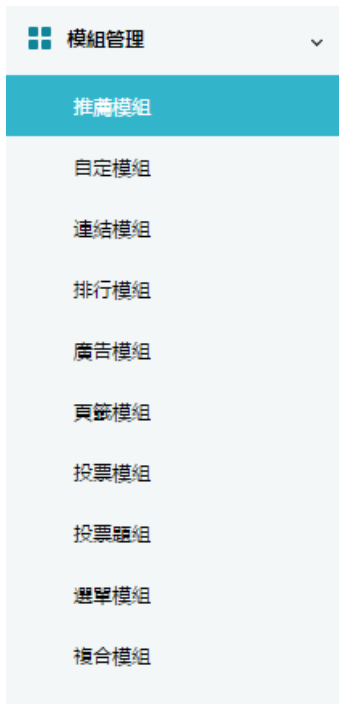 模組管理
推薦模組
自定模組
連結模組
排行模組
廣告模組
頁籤模組
投票模組
投票題組
選單模組
複合模組